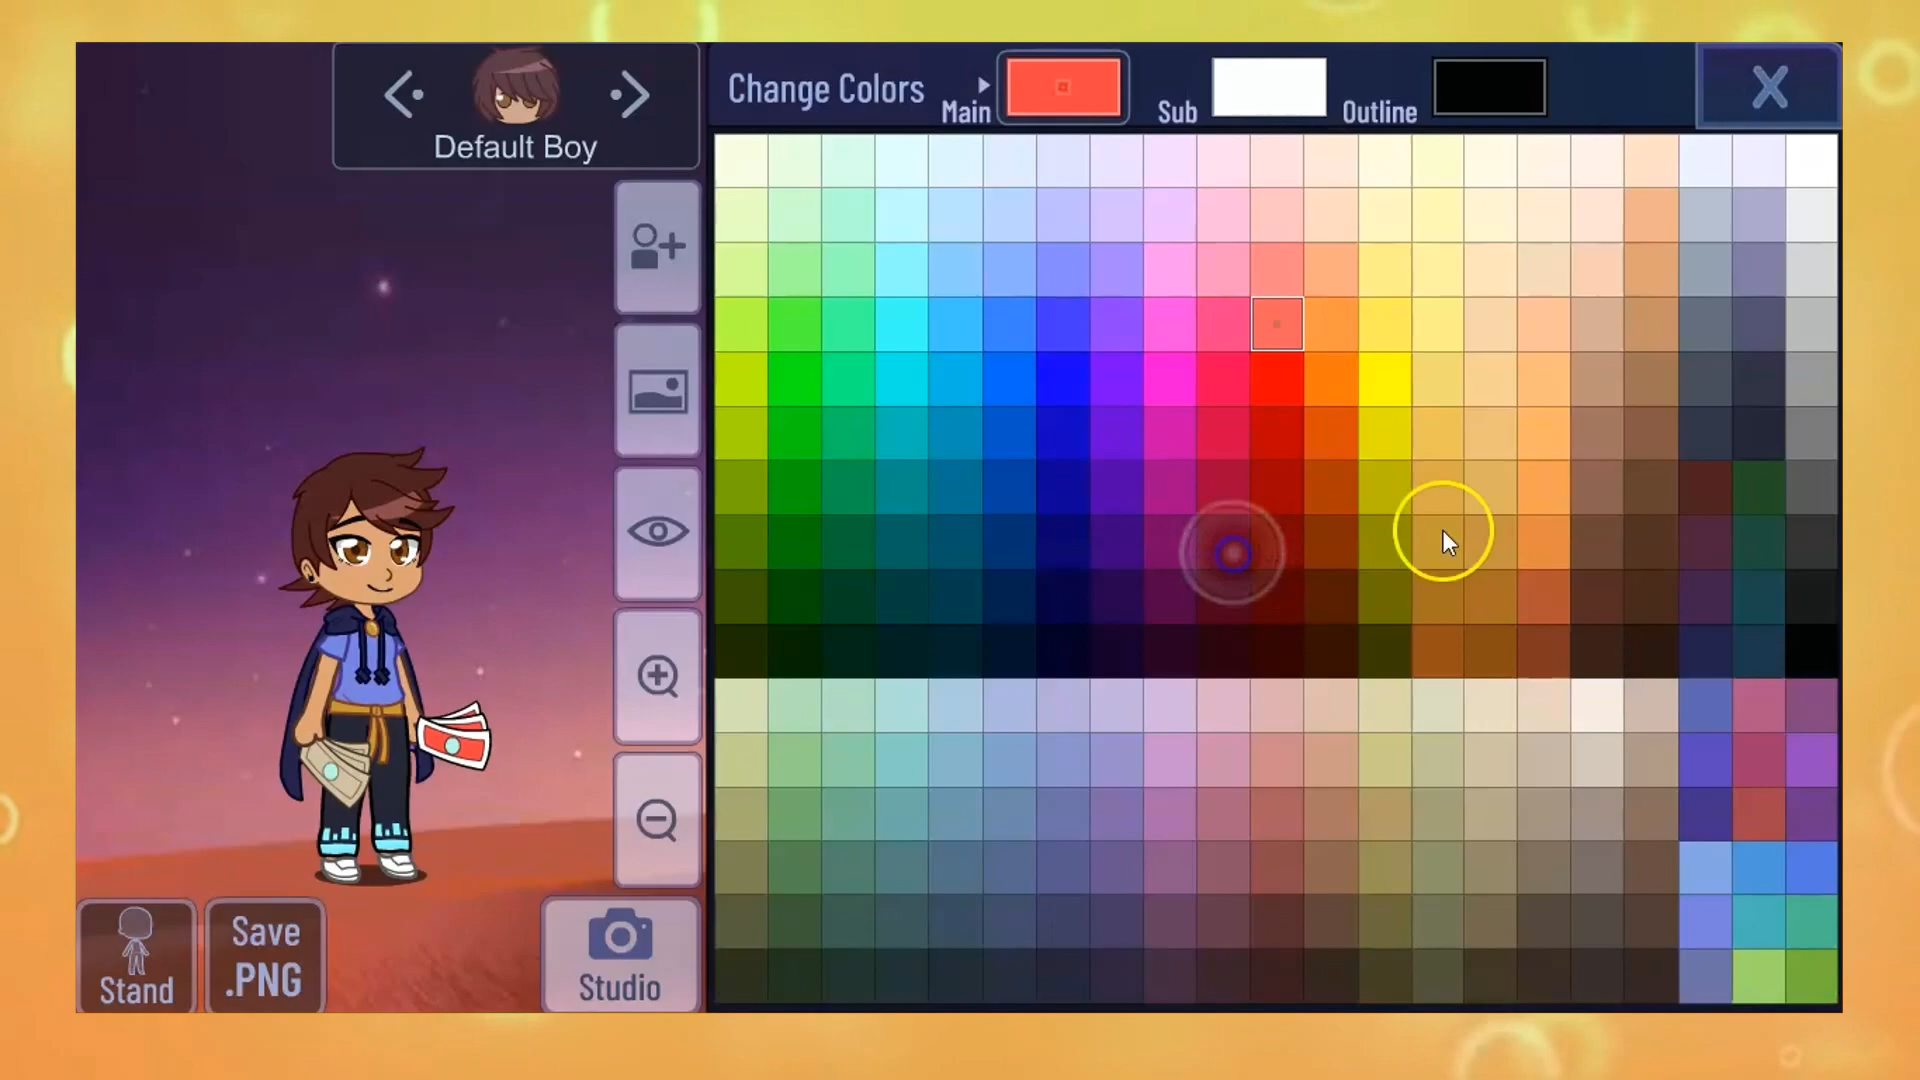 Default Boy
Change Colors
Main
Sub
Outline
X
Stand
Save
.PNG
Studio